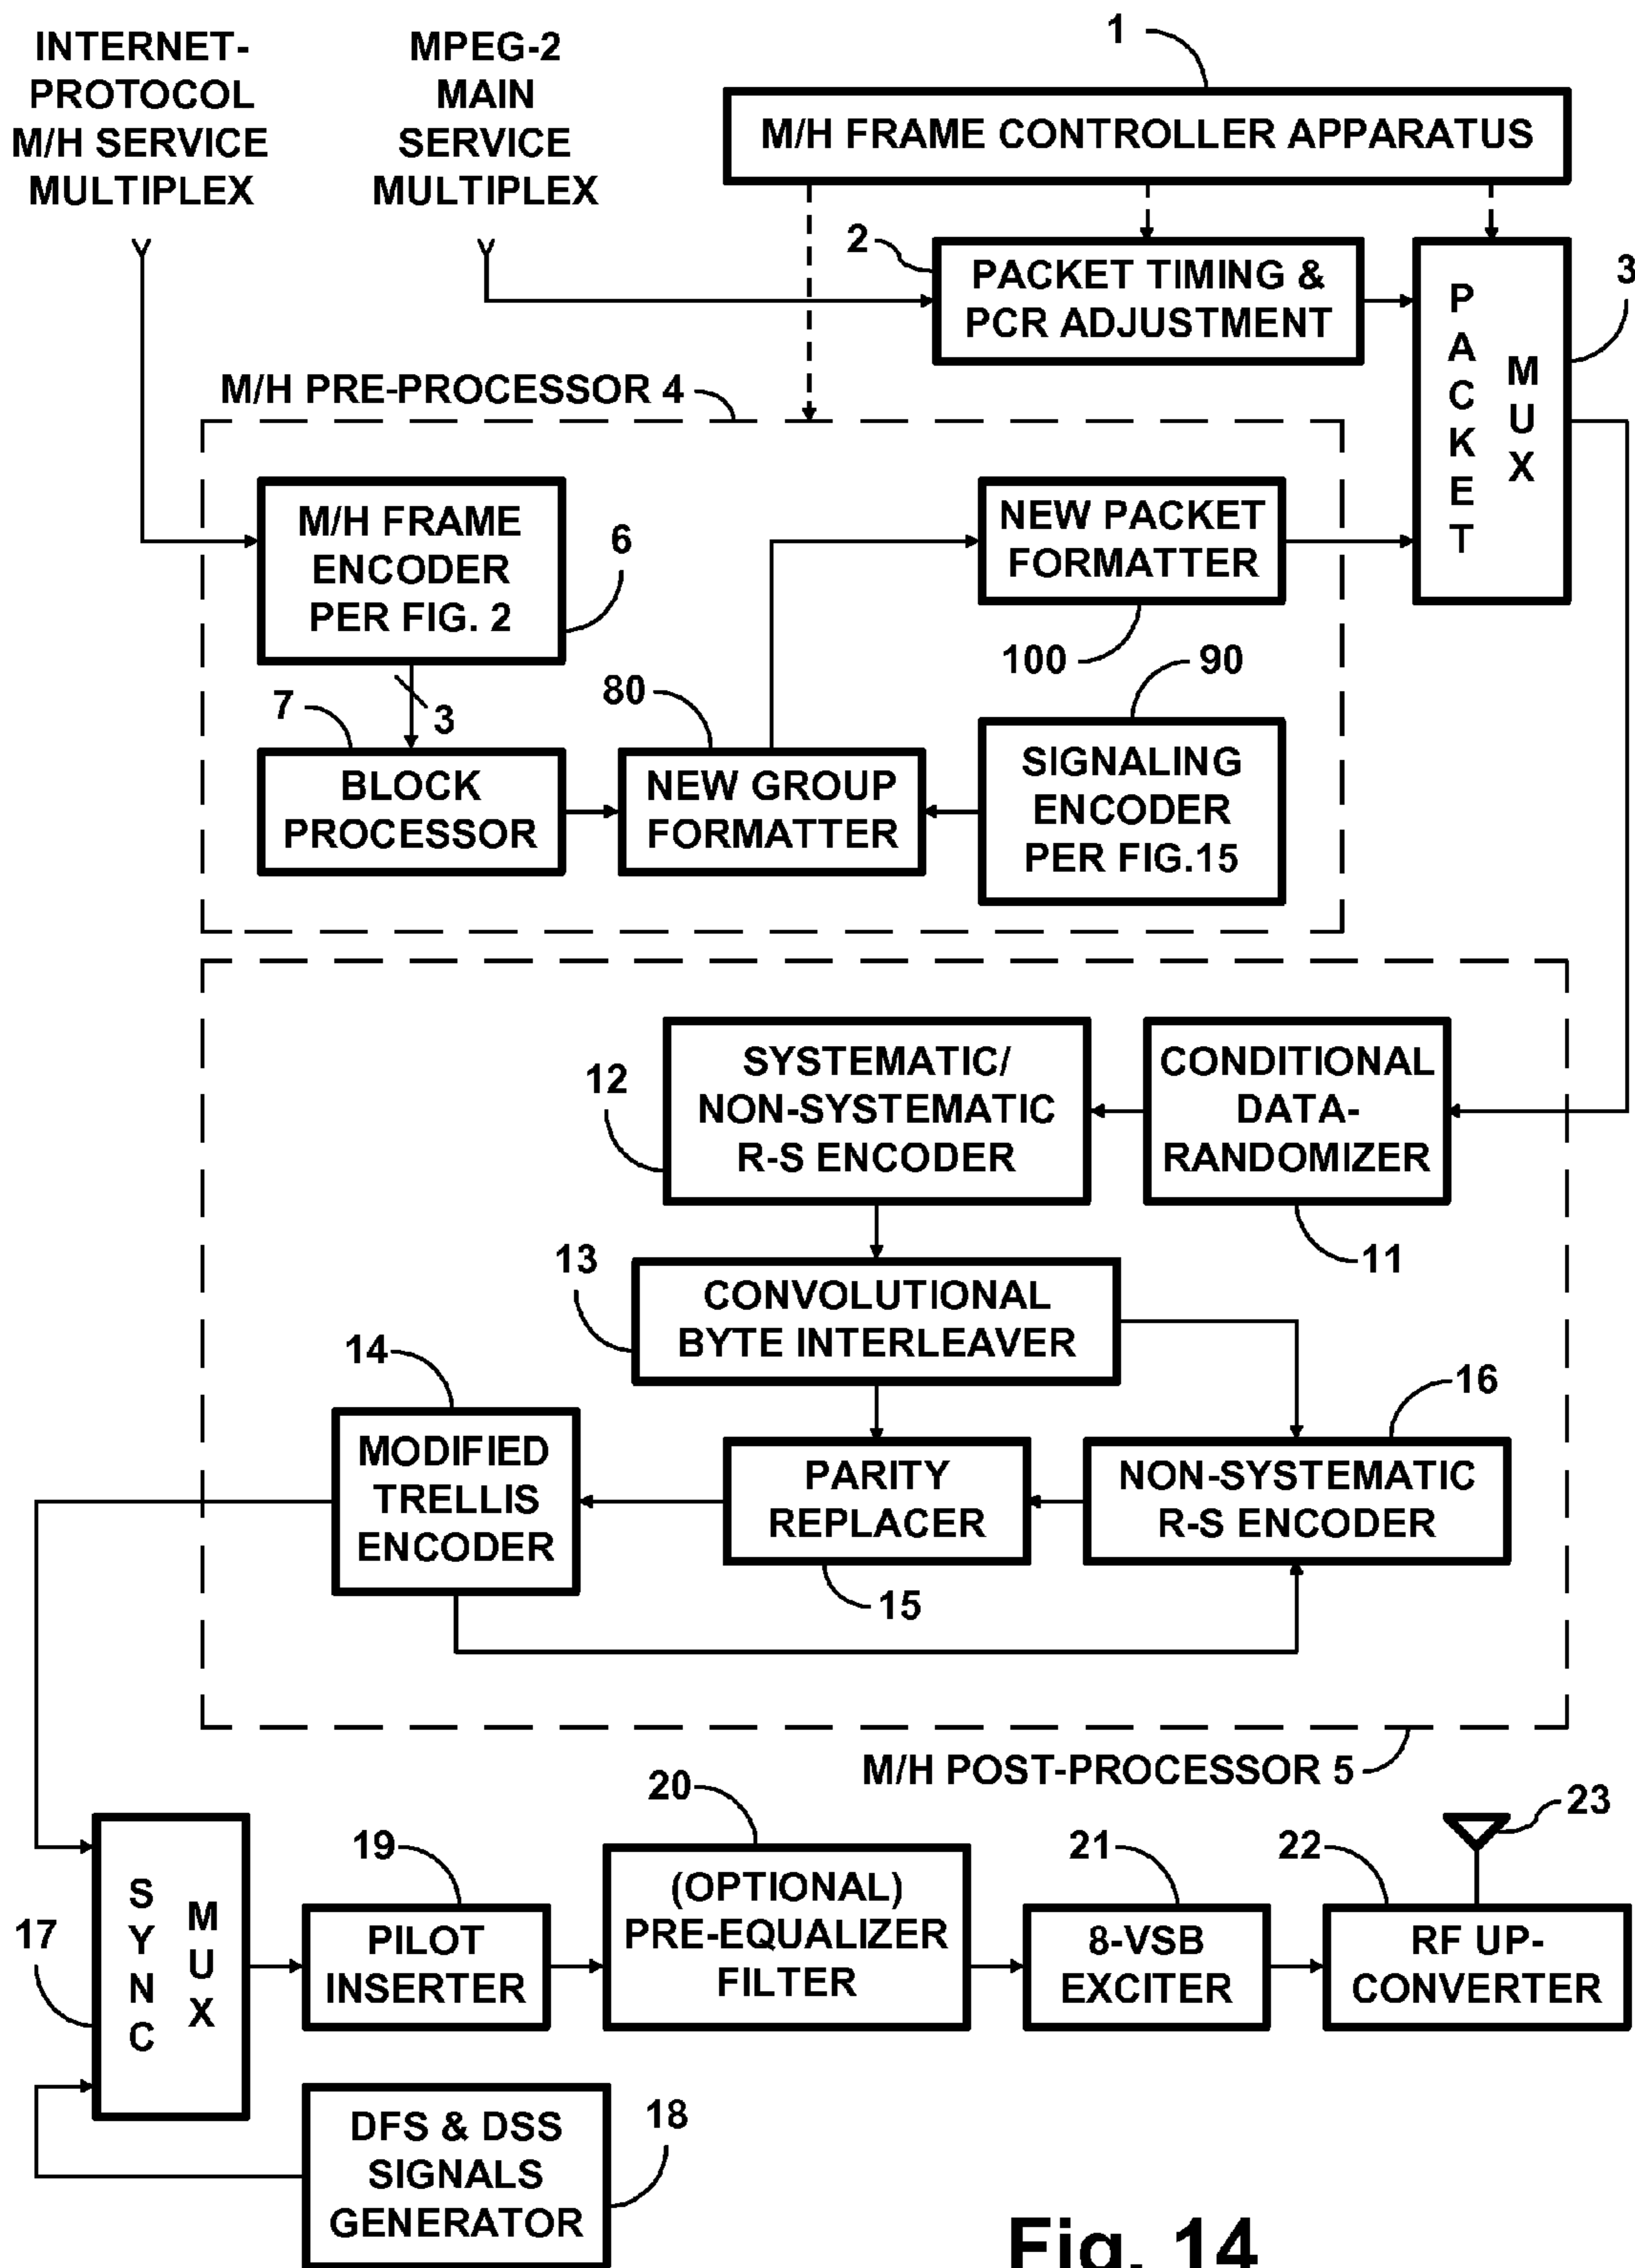 INTERNET-
PROTOCOL
M/H SERVICE
MULTIPLEX
MPEG-2
MAIN
SERVICE
MULTIPLEX
1
M/H FRAME CONTROLLER APPARATUS
2
PACKET TIMING &
PCR ADJUSTMENT
3
PACKET
MUX
M/H PRE-PROCESSOR 4
M/H FRAME
ENCODER
PER FIG. 2
6
3
NEW PACKET
FORMATTER
100
7
BLOCK
PROCESSOR
80
NEW GROUP
FORMATTER
90
SIGNALING
ENCODER
PER FIG.15
12
SYSTEMATIC/
NON-SYSTEMATIC
R-S ENCODER
CONDITIONAL
DATA-
RANDOMIZER
11
13
CONVOLUTIONAL
BYTE INTERLEAVER
14
MODIFIED
TRELLIS
ENCODER
PARITY
REPLACER
15
16
NON-SYSTEMATIC
R-S ENCODER
M/H POST-PROCESSOR 5
17
SYNC
MUX
19
PILOT
INSERTER
20
(OPTIONAL)
PRE-EQUALIZER
FILTER
21
8-VSB
EXCITER
22
RF UP-
CONVERTER
23
DFS & DSS
SIGNALS
GENERATOR
18
Fig. 14